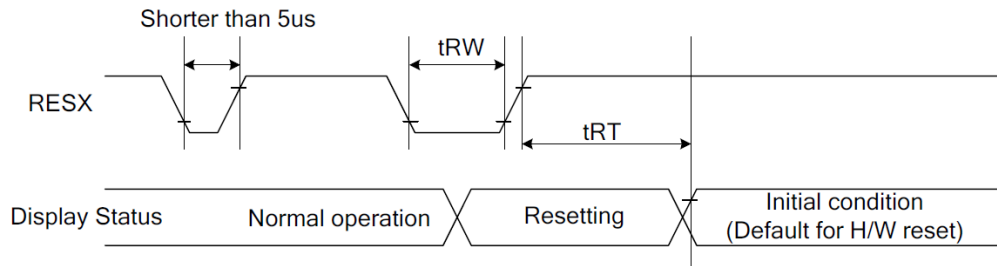 Shorter than 5us
tRW
RESX
tRT
Display Status
Normal operation
Resetting
Initial condition
(Default for H/W reset)